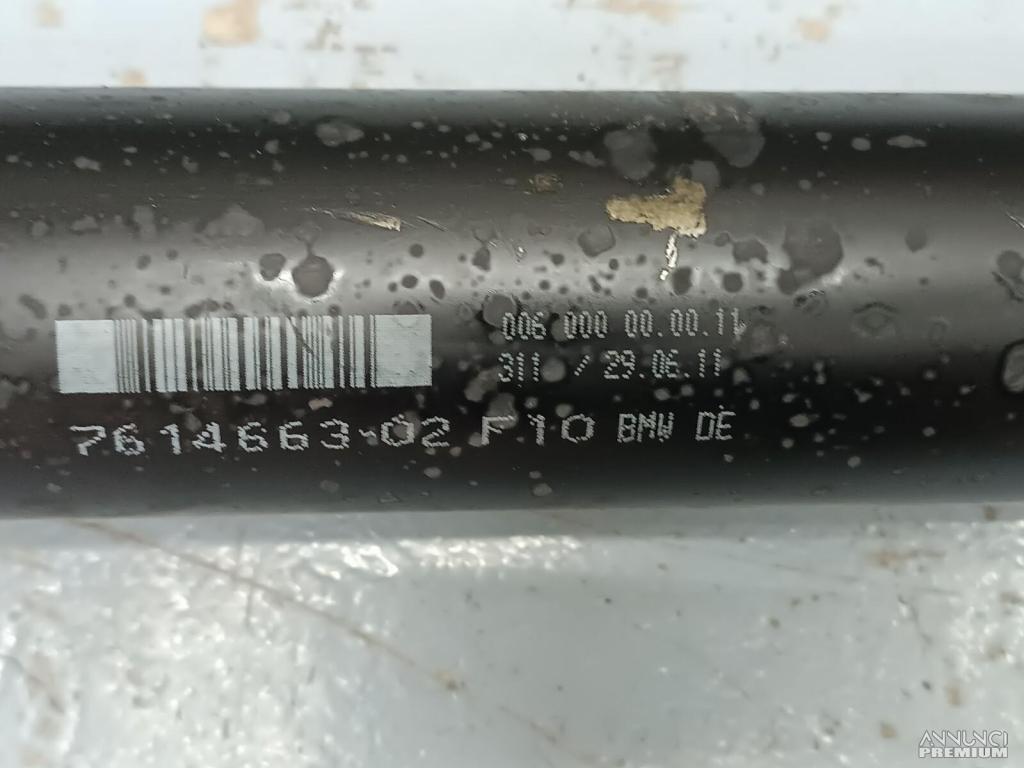 006 000 00.00.11
311 / 29.06.11
7614663-02 F10 BMW DE
ANNUNCI
PREMIUM